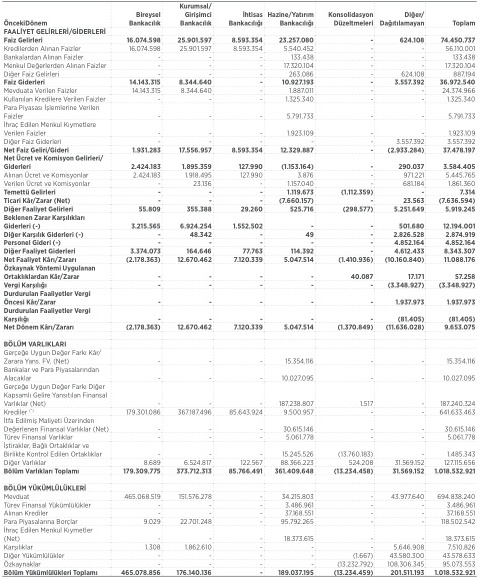 Kurumsal/
Bireysel Girişimci İhtisas Hazine/Yatırım Konsolidasyon Diğer/
ÖncekiDönem Bankacılık Bankacılık Bankacılığı Bankacılığı Düzeltmeleri Dağıtılamayan Toplam
FAALİYET GELİRLERİ/GİDERLERİ
Faiz Gelirleri 16.074.598 25.901.597 8.593.354 23.257.080 - 624.108 74.450.737
Kredilerden Alınan Faizler 16.074.598 25.901.597 8.593.354 5.540.452 - - 56.110.001
Bankalardan Alınan Faizler - - - 133.438 - - 133.438
Menkul Değerlerden Alınan Faizler - - - 17.320.104 - - 17.320.104
Diğer Faiz Gelirleri - - - 263.086 - 624.108 887.194
Faiz Giderleri 14.143.315 8.344.640 - 10.927.193 - 3.557.392 36.972.540
Mevduata Verilen Faizler 14.143.315 8.344.640 - 1.887.011 - - 24.374.966
Kullanılan Kredilere Verilen Faizler - - - 1.325.340 - - 1.325.340
Para Piyasası İşlemlerine Verilen
Faizler - - - 5.791.733 - - 5.791.733
İhraç Edilen Menkul Kıymetlere
Verilen Faizler - - - 1.923.109 - - 1.923.109
Diğer Faiz Giderleri - - - - - 3.557.392 3.557.392
Net Faiz Geliri/Gideri 1.931.283 17.556.957 8.593.354 12.329.887 - (2.933.284) 37.478.197
Net Ücret ve Komisyon Gelirleri/
Giderleri 2.424.183 1.895.359 127.990 (1.153.164) - 290.037 3.584.405
Alınan Ücret ve Komisyonlar 2.424.183 1.918.495 127.990 3.876 - 971.221 5.445.765
Verilen Ücret ve Komisyonlar - 23.136 - 1.157.040 - 681.184 1.861.360
Temettü Gelirleri - - - 1.119.673 (1.112.359) - 7.314
Ticari Kâr/Zarar (Net) - - - (7.660.157) - 23.563 (7.636.594)
Diğer Faaliyet Gelirleri 55.809 355.388 29.260 525.716 (298.577) 5.251.649 5.919.245
Beklenen Zarar Karşılıkları
Giderleri (-) 3.215.565 6.924.254 1.552.502 - - 501.680 12.194.001
Diğer Karşılık Giderleri (-) - 48.342 - 49 - 2.826.528 2.874.919
Personel Gideri (-) - - - - - 4.852.164 4.852.164
Diğer Faaliyet Giderleri 3.374.073 164.646 77.763 114.392 - 4.612.433 8.343.307
Net Faaliyet Kârı/Zararı (2.178.363) 12.670.462 7.120.339 5.047.514 (1.410.936) (10.160.840) 11.088.176
Özkaynak Yöntemi Uygulanan
Ortaklıklardan Kâr/Zarar - - - - 40.087 17.171 57.258
Vergi Karşılığı - - - - - (3.348.927) (3.348.927)
Durdurulan Faaliyetler Vergi
Öncesi Kâr/Zarar - - - - - 1.937.973 1.937.973
Durdurulan Faaliyetler Vergi
Karşılığı - - - - - (81.405) (81.405)
Net Dönem Kârı/Zararı (2.178.363) 12.670.462 7.120.339 5.047.514 (1.370.849) (11.636.028) 9.653.075
BÖLÜM VARLIKLARI
Gerçeğe Uygun Değer Farkı Kâr/
Zarara Yans. FV. (Net) - - - 15.354.116 - - 15.354.116
Bankalar ve Para Piyasalarından
Alacaklar - - - 10.027.095 - - 10.027.095
Gerçeğe Uygun Değer Farkı Diğer
Kapsamlı Gelire Yansıtılan Finansal
Varlıklar (Net) - - - 187.238.807 1.517 - 187.240.324
Krediler (*) 179.301.086 367.187.496 85.643.924 9.500.957 - - 641.633.463
İtfa Edilmiş Maliyeti Üzerinden
Değerlenen Finansal Varlıklar (Net) - - - 30.615.146 - - 30.615.146
Türev Finansal Varlıklar - - - 5.061.778 - - 5.061.778
İştirakler, Bağlı Ortaklıklar ve
Birlikte Kontrol Edilen Ortaklıklar - - - 15.245.526 (13.760.183) - 1.485.343
Diğer Varlıklar 8.689 6.524.817 122.567 88.366.223 524.208 31.569.152 127.115.656
Bölüm Varlıkları Toplamı 179.309.775 373.712.313 85.766.491 361.409.648 (13.234.458) 31.569.152 1.018.532.921
BÖLÜM YÜKÜMLÜLÜKLERİ
Mevduat 465.068.519 151.576.278 - 34.215.803 - 43.977.640 694.838.240
Türev Finansal Yükümlülükler - - - 3.486.961 - - 3.486.961
Alınan Krediler - - - 37.168.551 - - 37.168.551
Para Piyasalarına Borçlar 9.029 22.701.248 - 95.792.265 - - 118.502.542
İhraç Edilen Menkul Kıymetler
(Net) - - - 18.373.615 - - 18.373.615
Karşılıklar 1.308 1.862.610 - - - 5.646.908 7.510.826
Diğer Yükümlülükler - - - - (1.667) 43.580.300 43.578.633
Özkaynaklar - - - - (13.232.792) 108.306.345 95.073.553
Bölüm Yükümlülükleri Toplamı 465.078.856 176.140.136 - 189.037.195 (13.234.459) 201.511.193 1.018.532.921